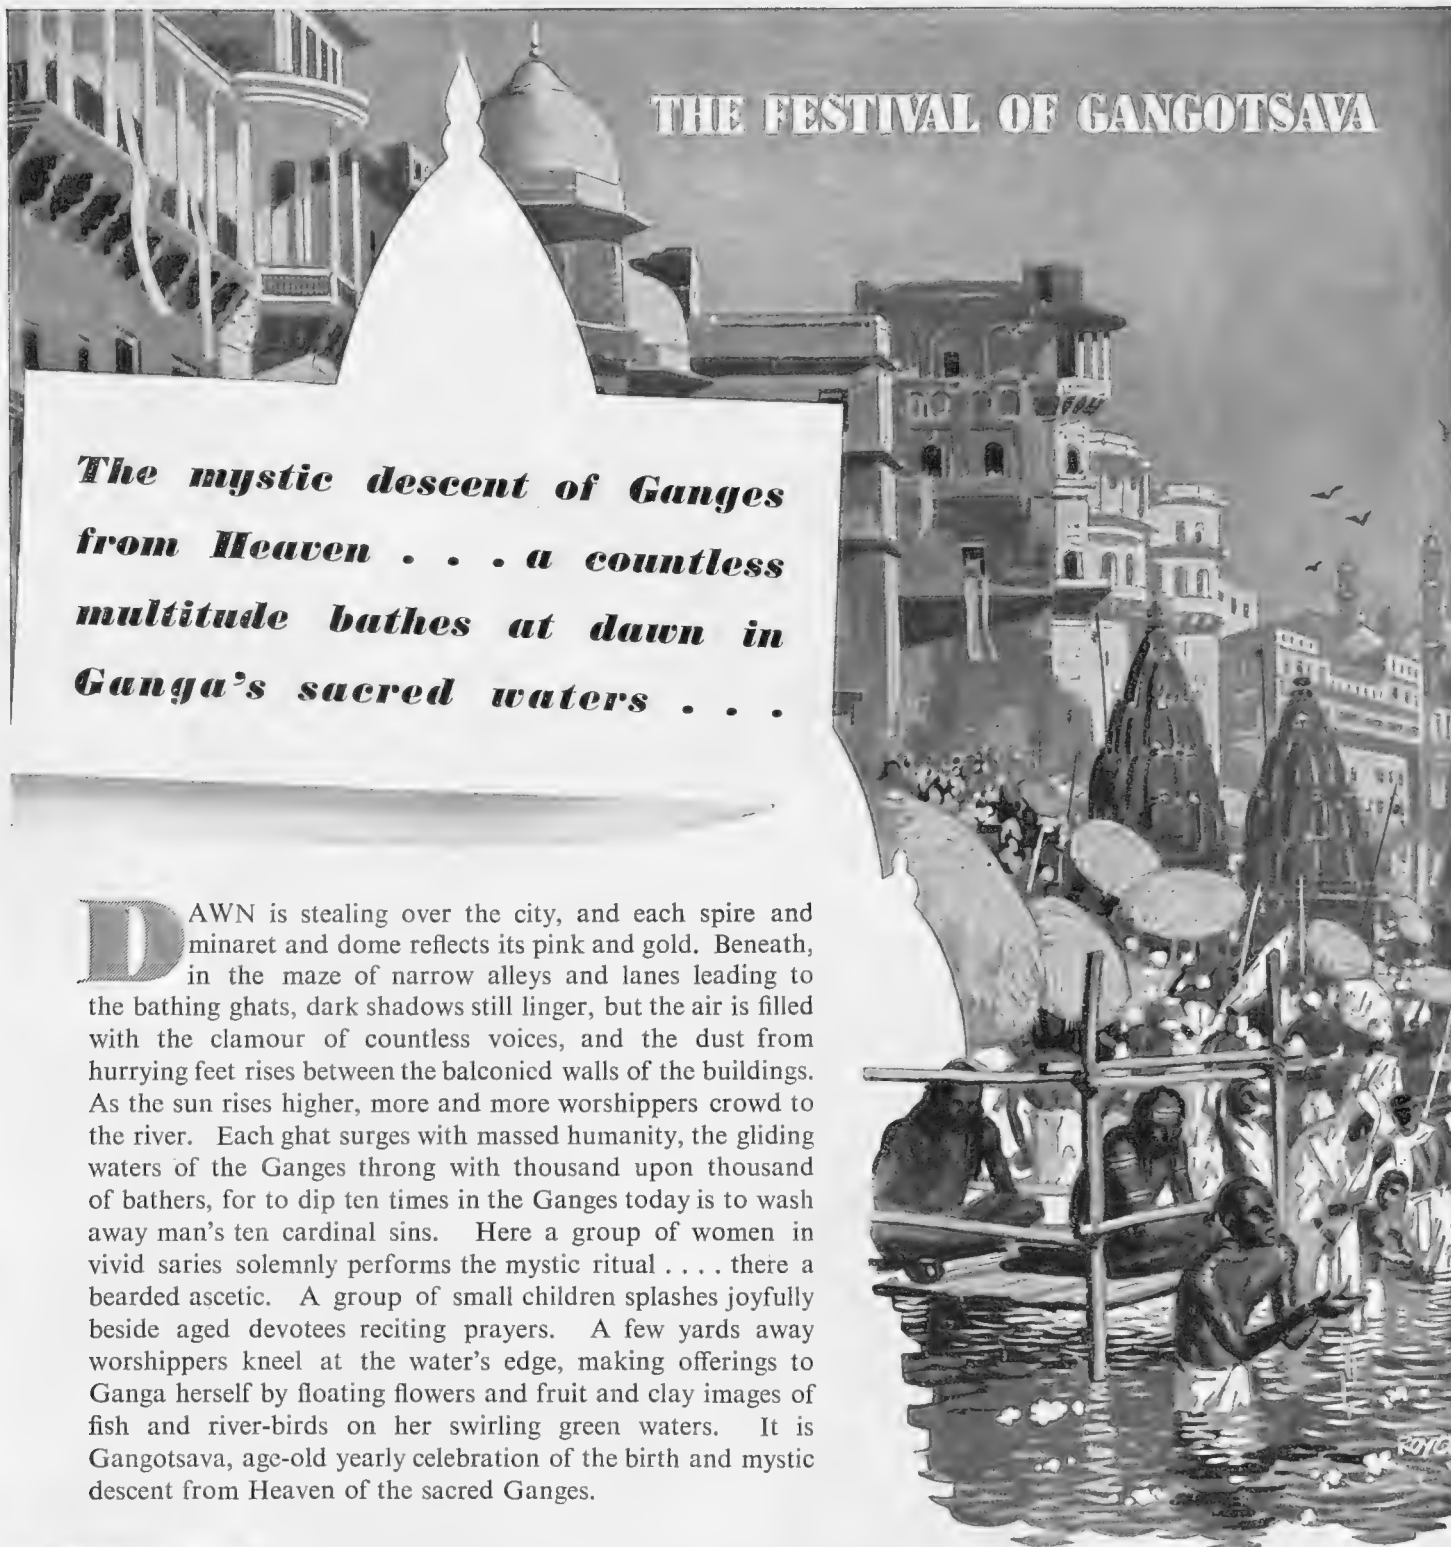 THE FESTIVAL OF GANGOTSAVA
The mystic descent of Ganges
from Heaven . . . a countless
multitude bathes at dawn in
Ganga's sacred waters . . .
DAWN is stealing over the city, and each spire and
minaret and dome reflects its pink and gold. Beneath,
in the maze of narrow alleys and lanes leading to
the bathing ghats, dark shadows still linger, but the air is filled
with the clamour of countless voices, and the dust from
hurrying feet rises between the balconied walls of the buildings.
As the sun rises higher, more and more worshippers crowd to
the river. Each ghat surges with massed humanity, the gliding
waters of the Ganges throng with thousand upon thousand
of bathers, for to dip ten times in the Ganges today is to wash
away man's ten cardinal sins. Here a group of women in
vivid saries solemnly performs the mystic ritual . . . . there a
bearded ascetic. A group of small children splashes joyfully
beside aged devotees reciting prayers. A few yards away
worshippers kneel at the water's edge, making offerings to
Ganga herself by floating flowers and fruit and clay images of
fish and river-birds on her swirling green waters. It is
Gangotsava, age-old yearly celebration of the birth and mystic
descent from Heaven of the sacred Ganges.